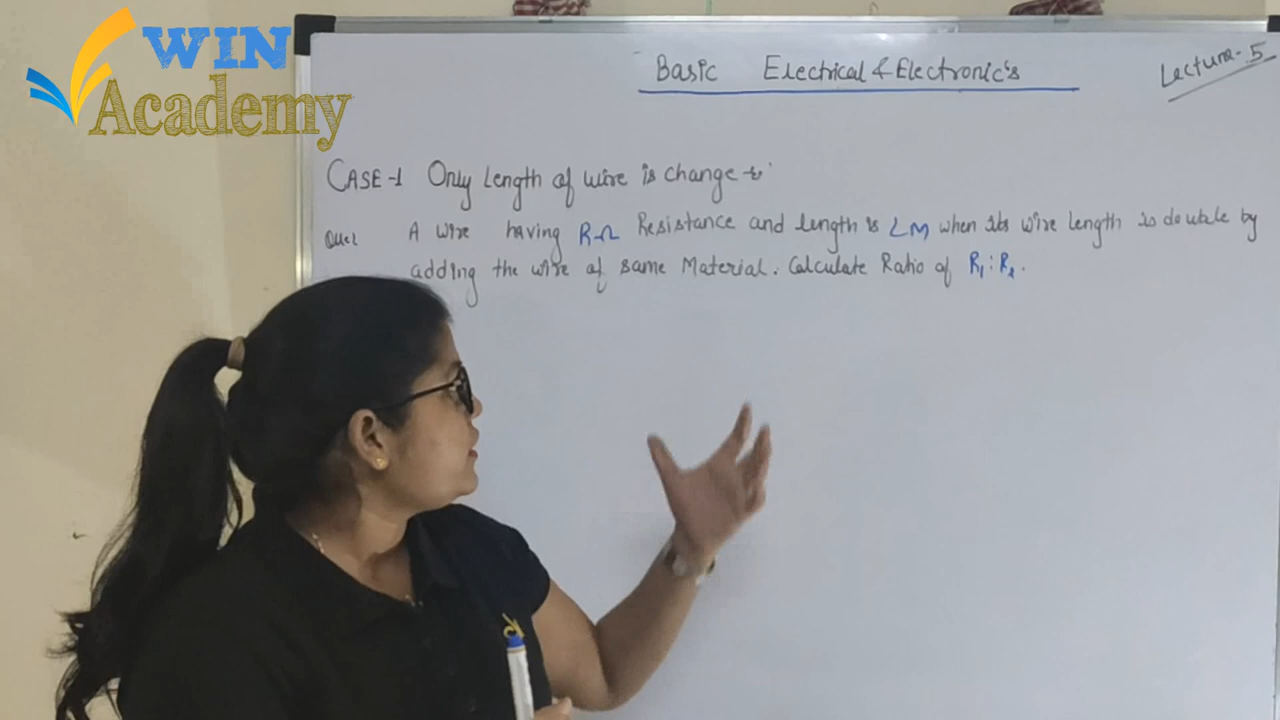 WIN
Academy
Basic Electrical & Electronic's
Lecture-5
CASE-1 Only Length of wire is change
Que:
A wire having R-Ω Resistance and length is LM when its wire length is double by
adding the wire of same Material. Calculate Ratio of R₁:R₂.